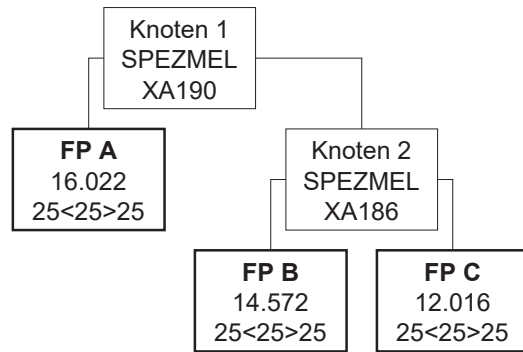 Knoten 1
SPEZMEL
XA190
FP A
16.022
25<25>25
Knoten 2
SPEZMEL
XA186
FP B
14.572
25<25>25
FP C
12.016
25<25>25